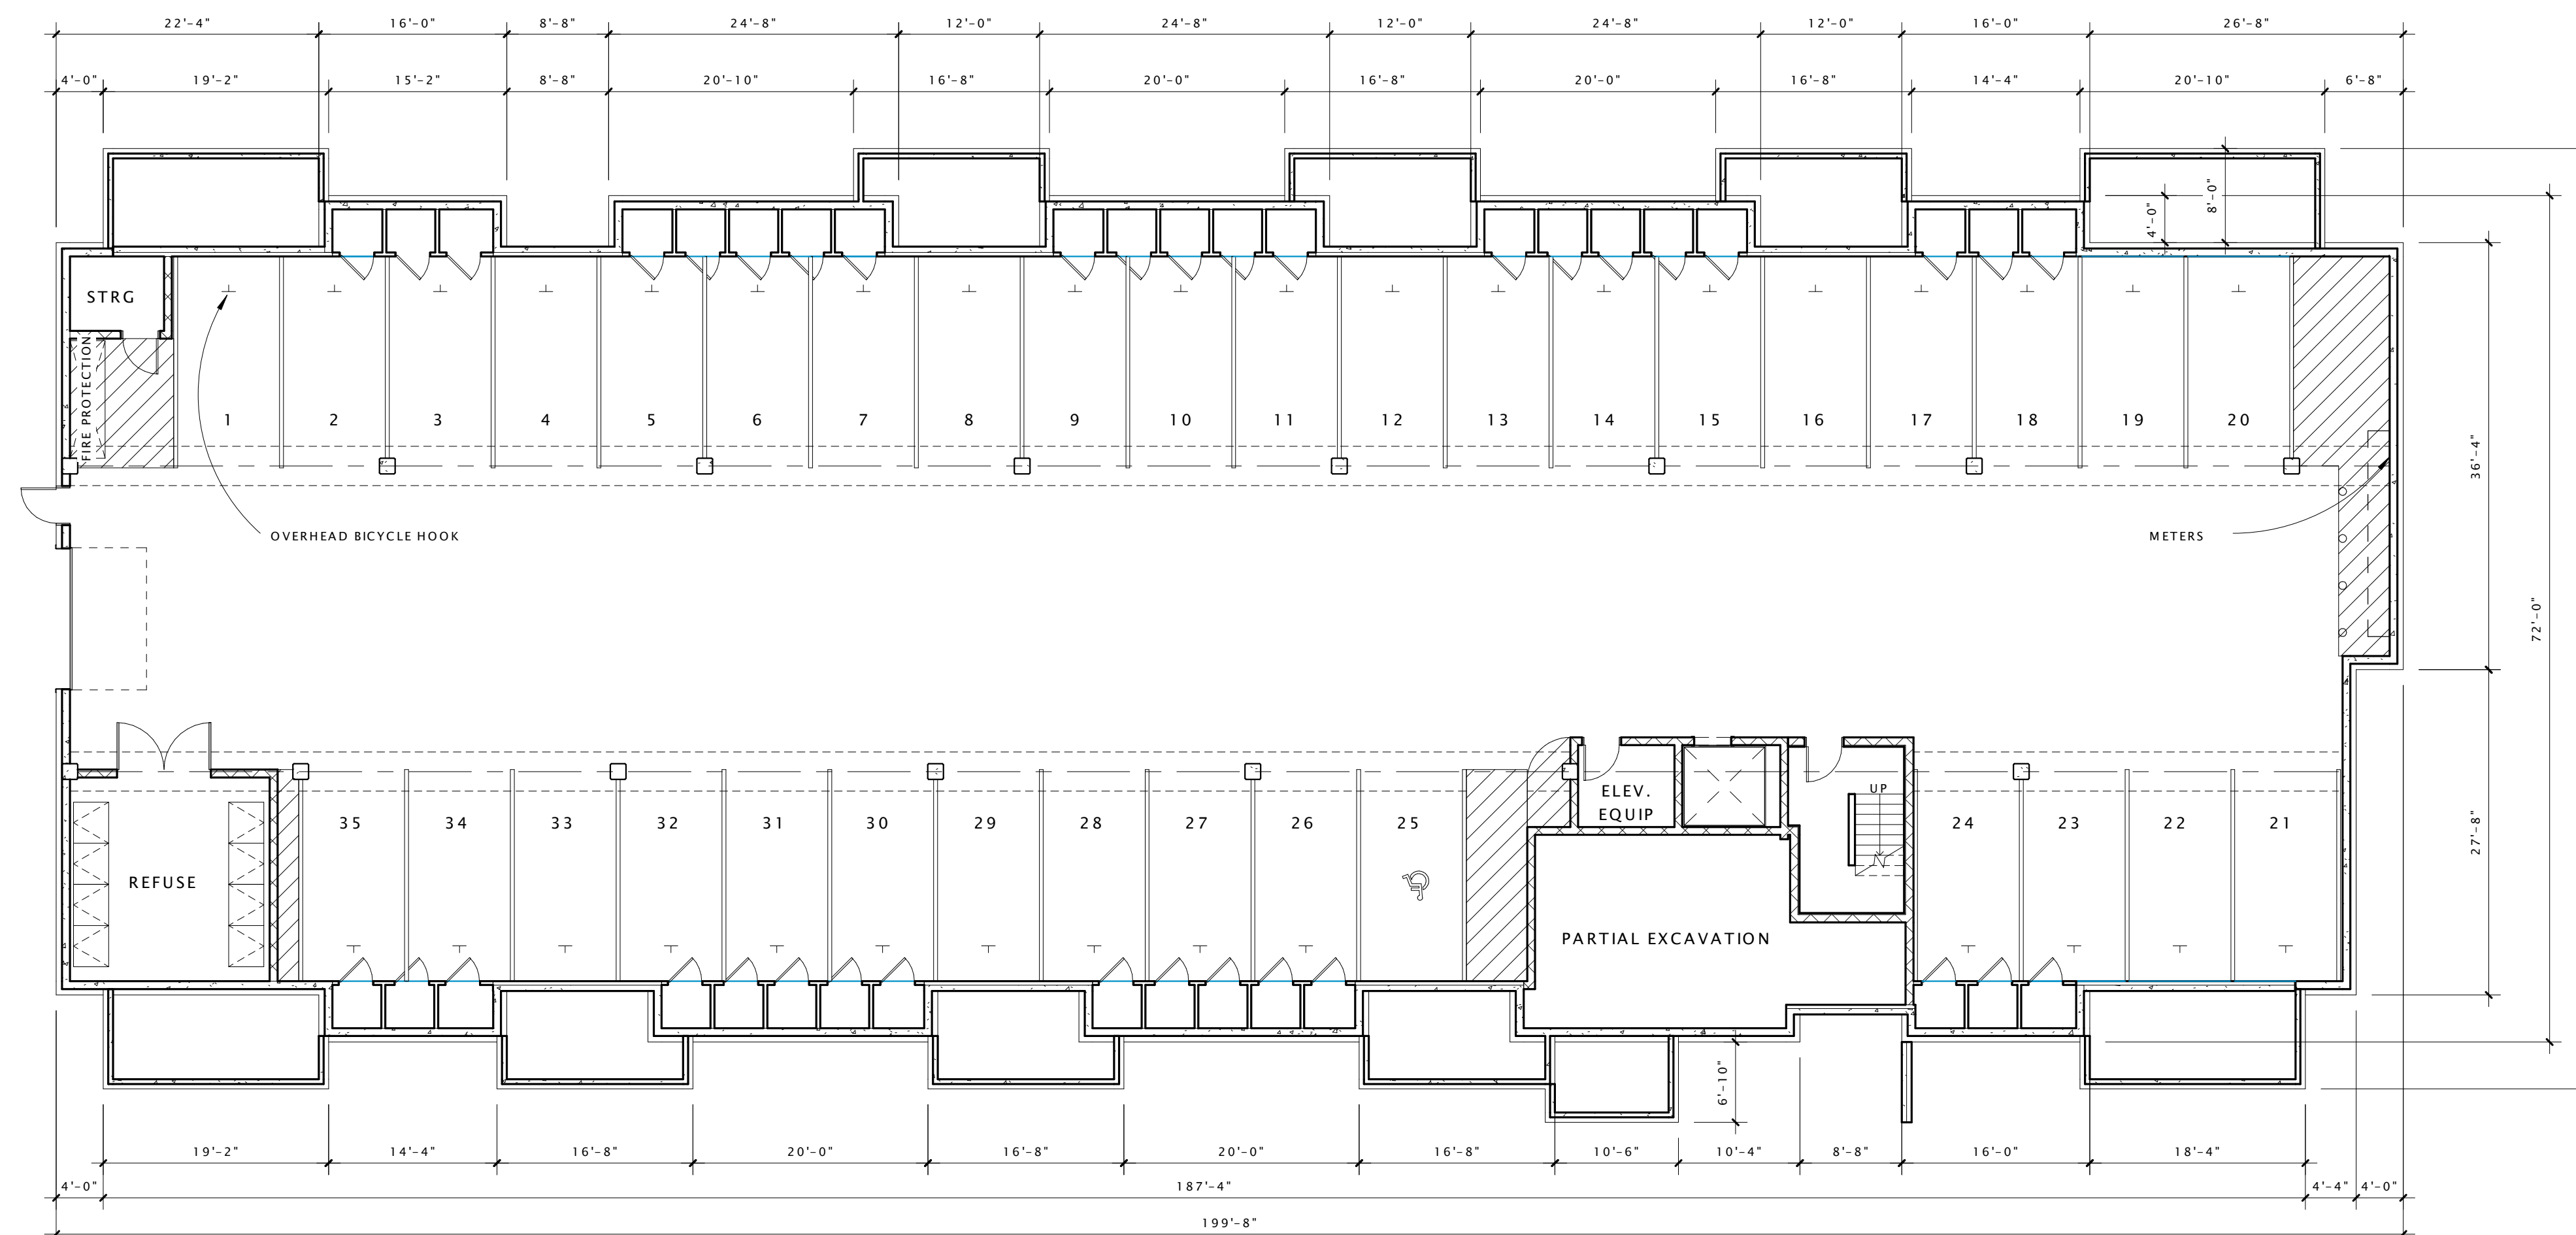 22'-4" 16'-0" 8'-8" 24'-8" 12'-0" 24'-8" 12'-0" 24'-8" 12'-0" 16'-0" 26'-8"
4'-0" 19'-2" 15'-2" 8'-8" 20'-10" 16'-8" 20'-0" 16'-8" 20'-0" 16'-8" 14'-4" 20'-10" 6'-8"
4'-0" 8'-0"
STRG
FIRE PROTECTION
1 2 3 4 5 6 7 8 9 10 11 12 13 14 15 16 17 18 19 20
36'-4"
OVERHEAD BICYCLE HOOK
METERS
72'-0"
ELEV.
EQUIP
UP
35 34 33 32 31 30 29 28 27 26 25 24 23 22 21
27'-8"
REFUSE
PARTIAL EXCAVATION
6'-10"
19'-2" 14'-4" 16'-8" 20'-0" 16'-8" 20'-0" 16'-8" 10'-6" 10'-4" 8'-8" 16'-0" 18'-4"
4'-0" 187'-4" 4'-4" 4'-0"
199'-8"